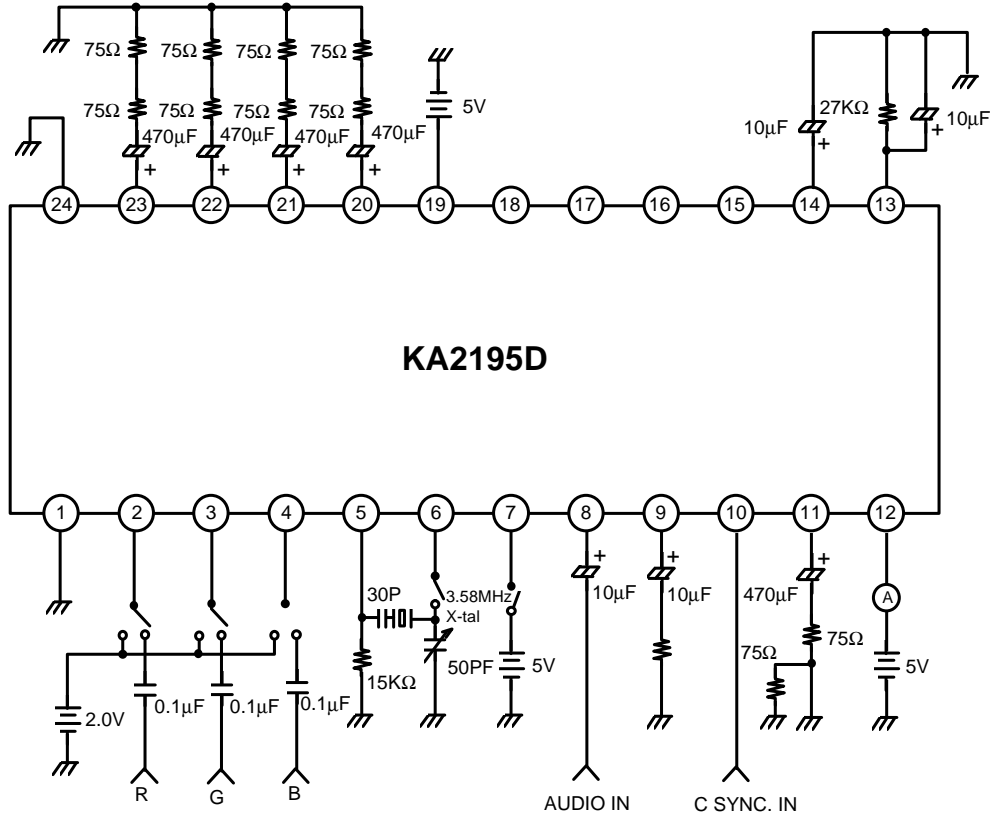 75Ω 75Ω 75Ω 75Ω
75Ω 75Ω 75Ω 75Ω
5V
470µF 470µF 470µF 470µF
+ + + +
10µF 27KΩ 10µF
+ +
24 23 22 21 20 19 18 17 16 15 14 13
KA2195D
1 2 3 4 5 6 7 8 9 10 11 12
+ + +
10µF 10µF 470µF
A
30P 3.58MHz
X-tal
75Ω 75Ω
15KΩ 50PF 5V 5V
2.0V 0.1µF 0.1µF 0.1µF
R G B
AUDIO IN C SYNC. IN